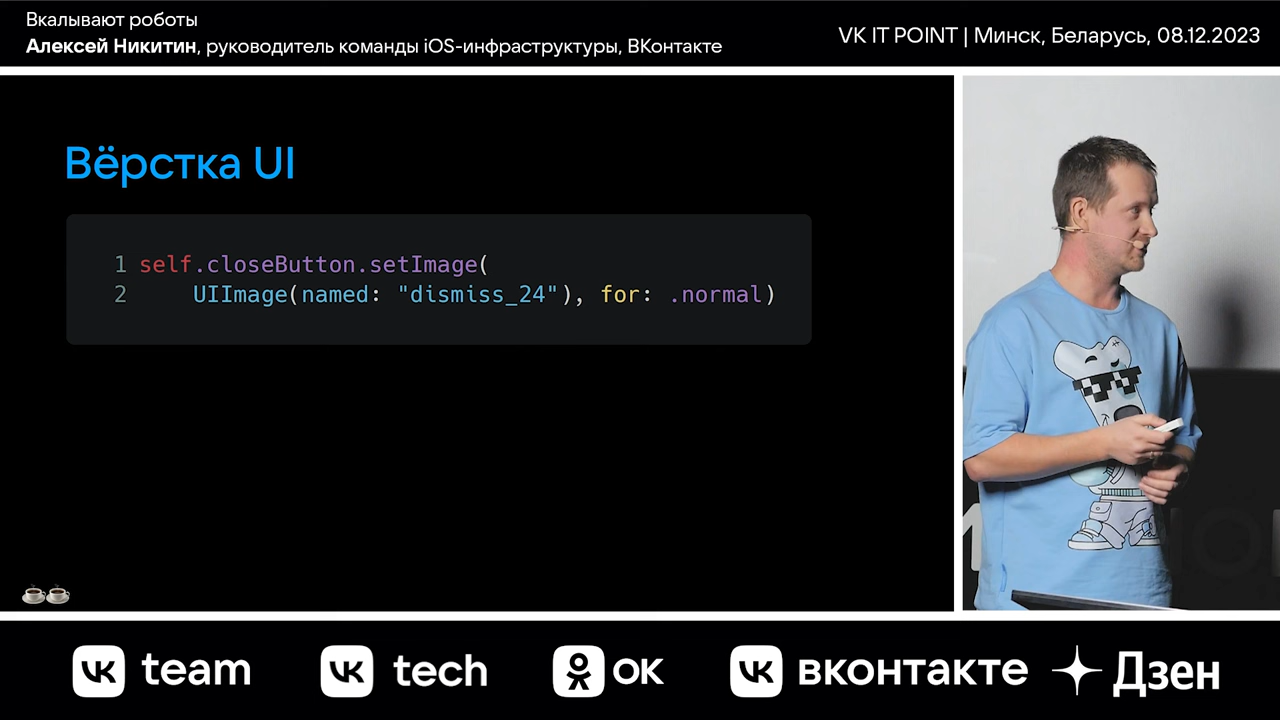 Вкалывают роботы
Алексей Никитин, руководитель команды iOS-инфраструктуры, ВКонтакте
VK IT POINT | Минск, Беларусь, 08.12.2023
Вёрстка UI
1 self.closeButton.setImage(
2     UIImage(named: "dismiss_24"), for: .normal)
team
tech
ок
вконтакте
Дзен